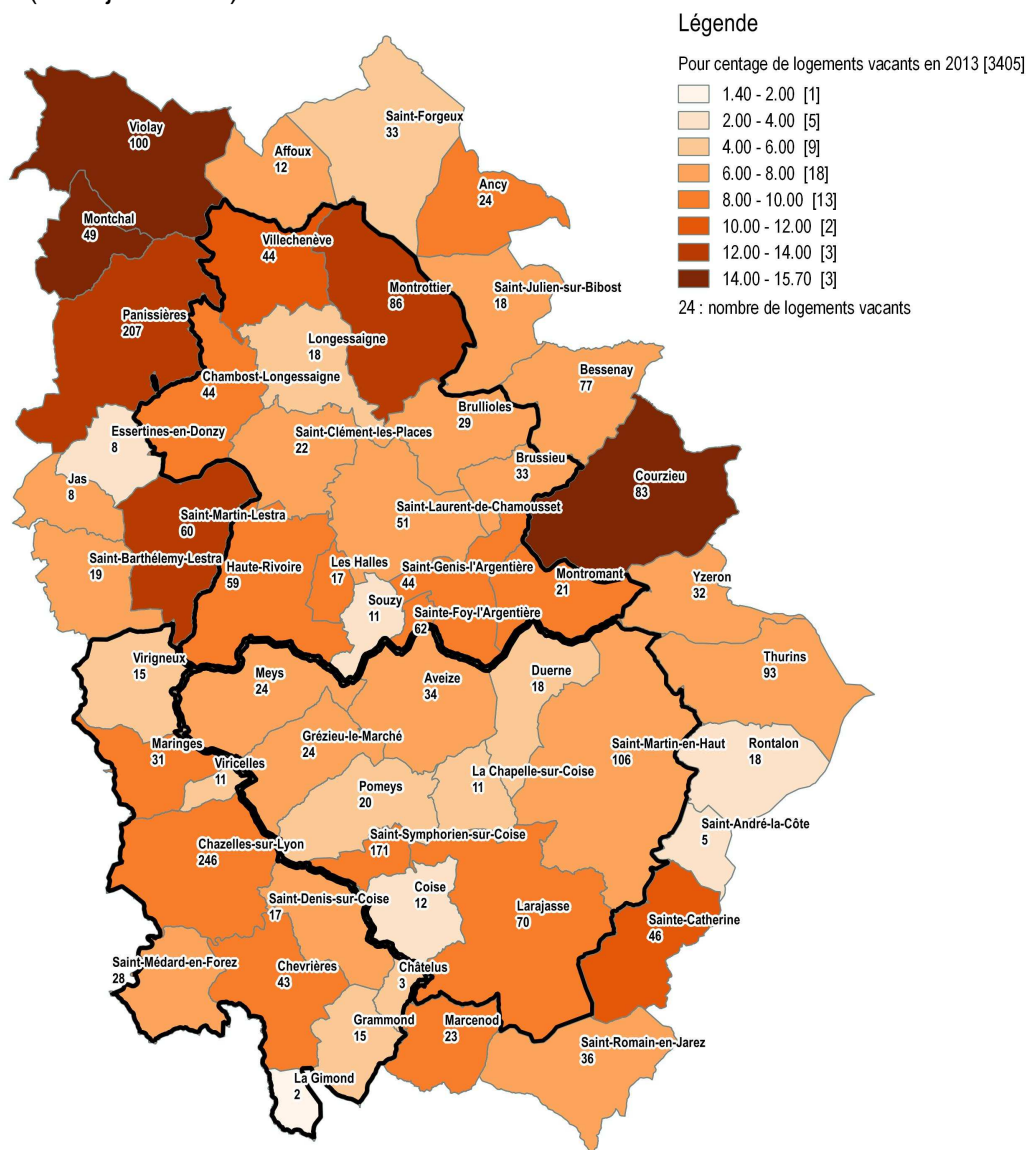 Légende
Pour centage de logements vacants en 2013 [3405]
1.40 - 2.00 [1]
2.00 - 4.00 [5]
4.00 - 6.00 [9]
6.00 - 8.00 [18]
8.00 - 10.00 [13]
10.00 - 12.00 [2]
12.00 - 14.00 [3]
14.00 - 15.70 [3]
24 : nombre de logements vacants
Saint-Forgeux
33
Violay
100
Affoux
12
Ancy
24
Montchal
49
Villechenève
44
Montrottier
86
Saint-Julien-sur-Bibost
18
Panissières
207
Longessaigne
18
Bessenay
77
Chambost-Longessaigne
44
Brullioles
29
Essertines-en-Donzy
8
Saint-Clément-les-Places
22
Brussieu
33
Courzieu
83
Jas
8
Saint-Martin-Lestra
60
Saint-Laurent-de-Chamousset
51
Saint-Barthélemy-Lestra
19
Haute-Rivoire
59
Les Halles
17
Saint-Genis-l'Argentière
44
Montromant
21
Yzeron
32
Souzy
11
Sainte-Foy-l'Argentière
62
Virigneux
15
Thurins
93
Meys
24
Aveize
34
Duerne
18
Grézieu-le-Marché
24
Maringes
31
Saint-Martin-en-Haut
106
Rontalon
18
Viricelles
11
La Chapelle-sur-Coise
11
Pomeys
20
Saint-André-la-Côte
5
Saint-Symphorien-sur-Coise
171
Chazelles-sur-Lyon
246
Coise
12
Saint-Denis-sur-Coise
17
Larajasse
70
Sainte-Catherine
46
Saint-Médard-en-Forez
28
Chevrières
43
Châtelus
3
Grammond
15
Marcenod
23
Saint-Romain-en-Jarez
36
La Gimond
2